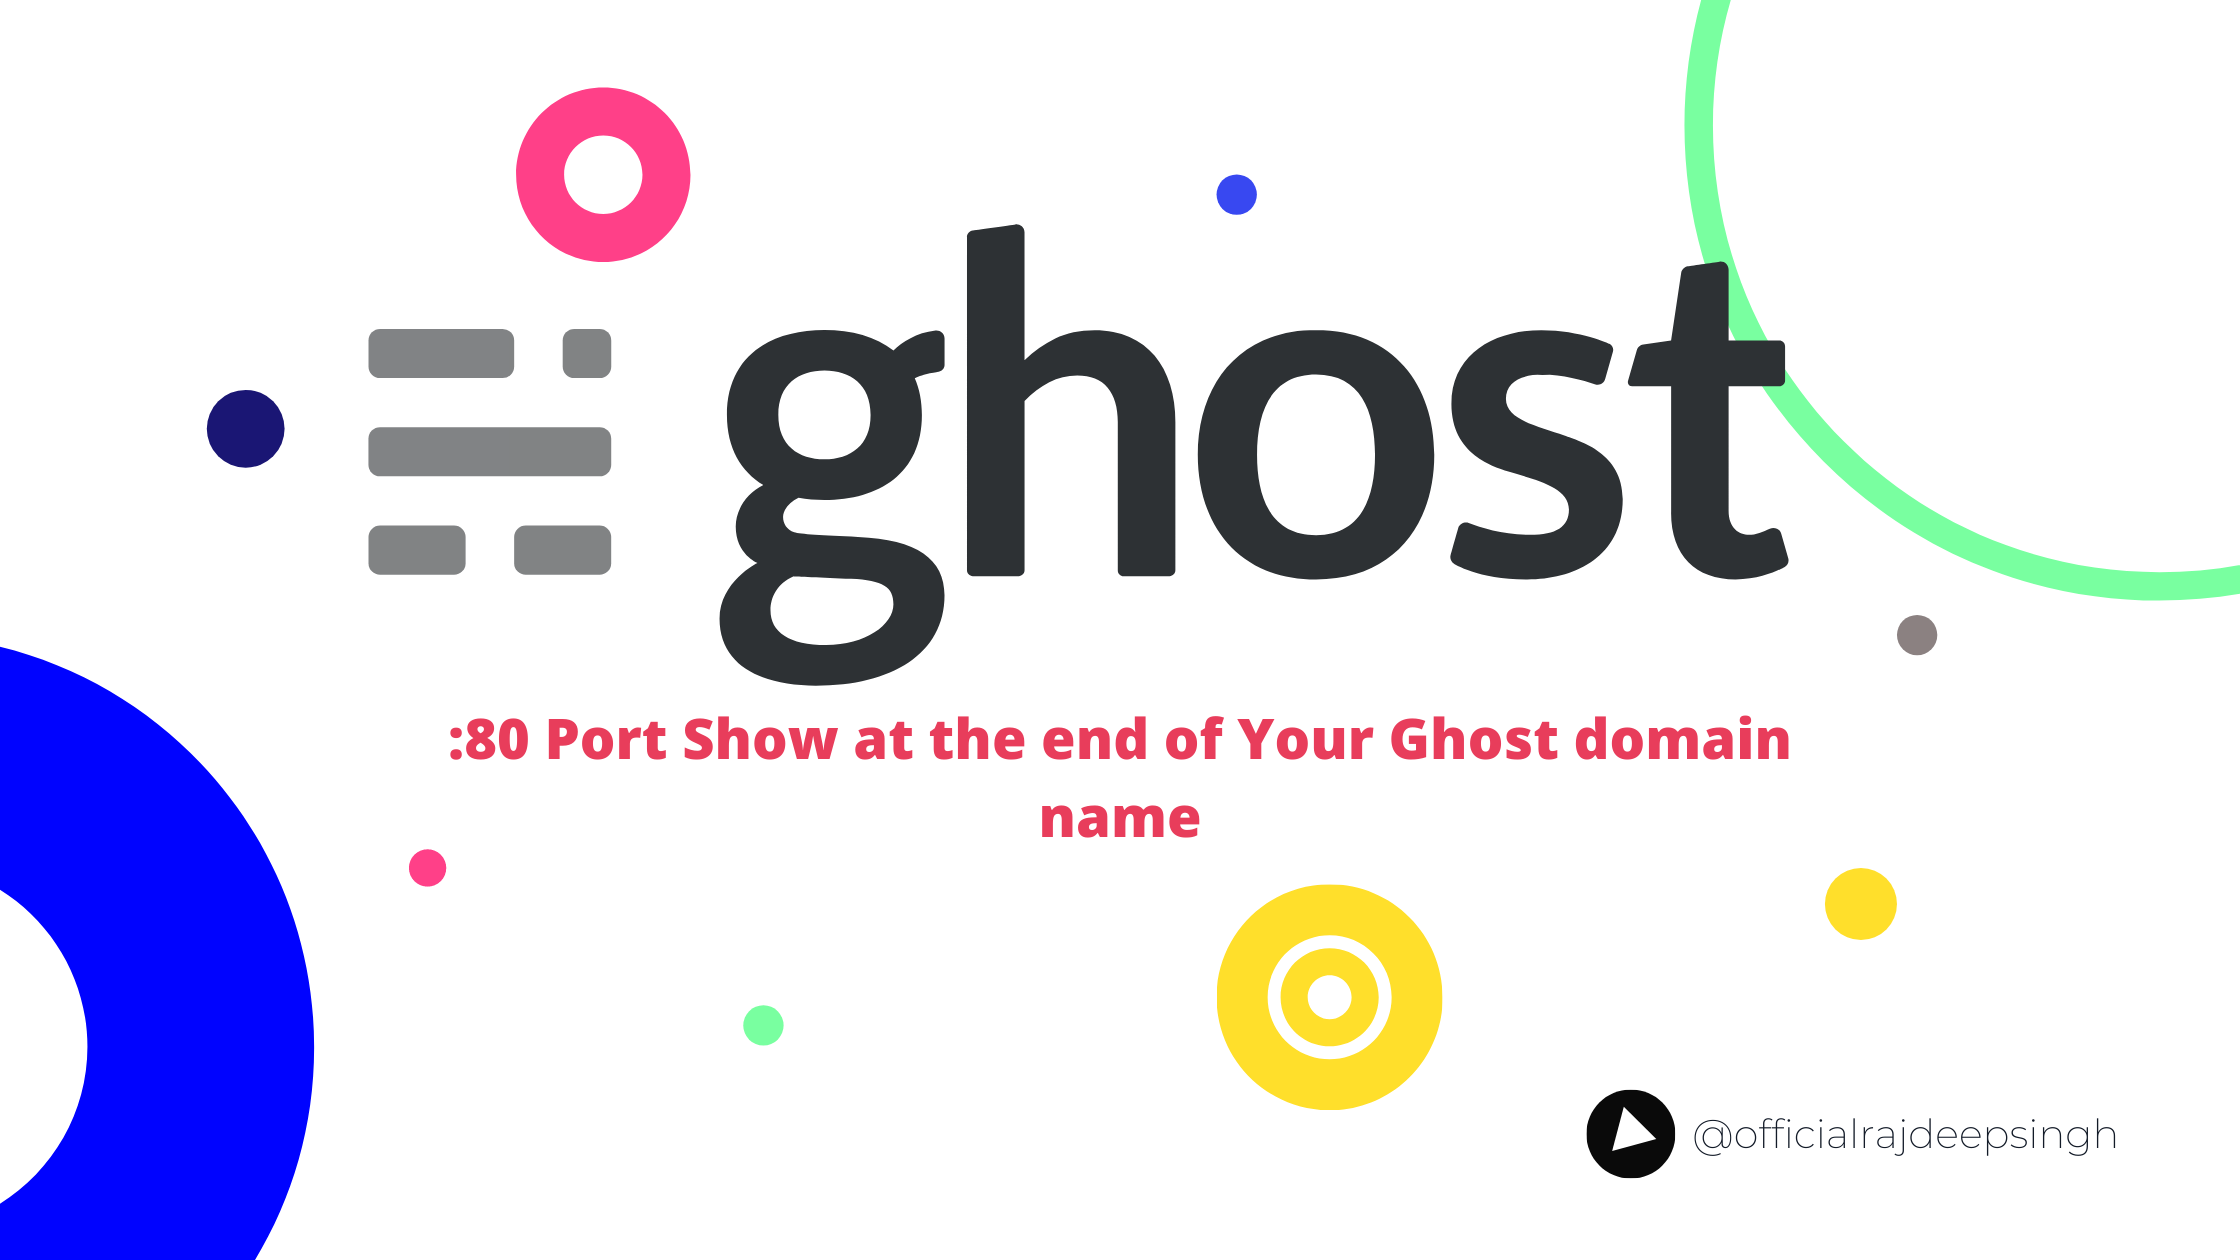 ghost
:80 Port Show at the end of Your Ghost domain
name
@officialrajdeepsingh